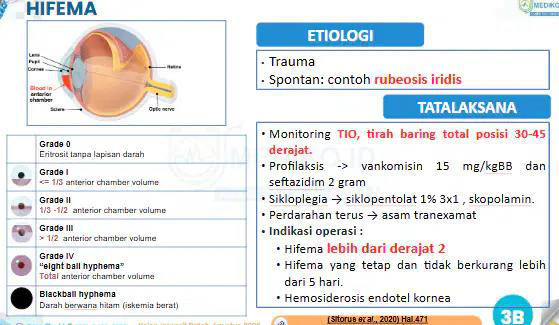 HIFEMA
MEDIKO
Lens
Pupil
Cornea
Blood in
anterior
chamber
Sclera
Retina
Optic nerve
Grade 0
Eritrosit tanpa lapisan darah
Grade I
<= 1/3 anterior chamber volume
Grade II
1/3 -1/2 anterior chamber volume
Grade III
> 1/2 anterior chamber volume
Grade IV
"eight ball hyphema"
Total anterior chamber volume
Blackball hyphema
Darah berwana hitam (iskemia berat)
ETIOLOGI
• Trauma
• Spontan: contoh rubeosis iridis
TATALAKSANA
• Monitoring TIO, tirah baring total posisi 30-45
derajat.
• Profilaksis -> vankomisin 15 mg/kgBB dan
seftazidim 2 gram
• Sikloplegia → siklopentolat 1% 3x1 , skopolamin.
• Perdarahan terus → asam tranexamat
• Indikasi operasi :
• Hifema lebih dari derajat 2
• Hifema yang tetap dan tidak berkurang lebih
dari 5 hari.
• Hemosiderosis endotel kornea
(Sitorus et al., 2020) Hal.471
3B